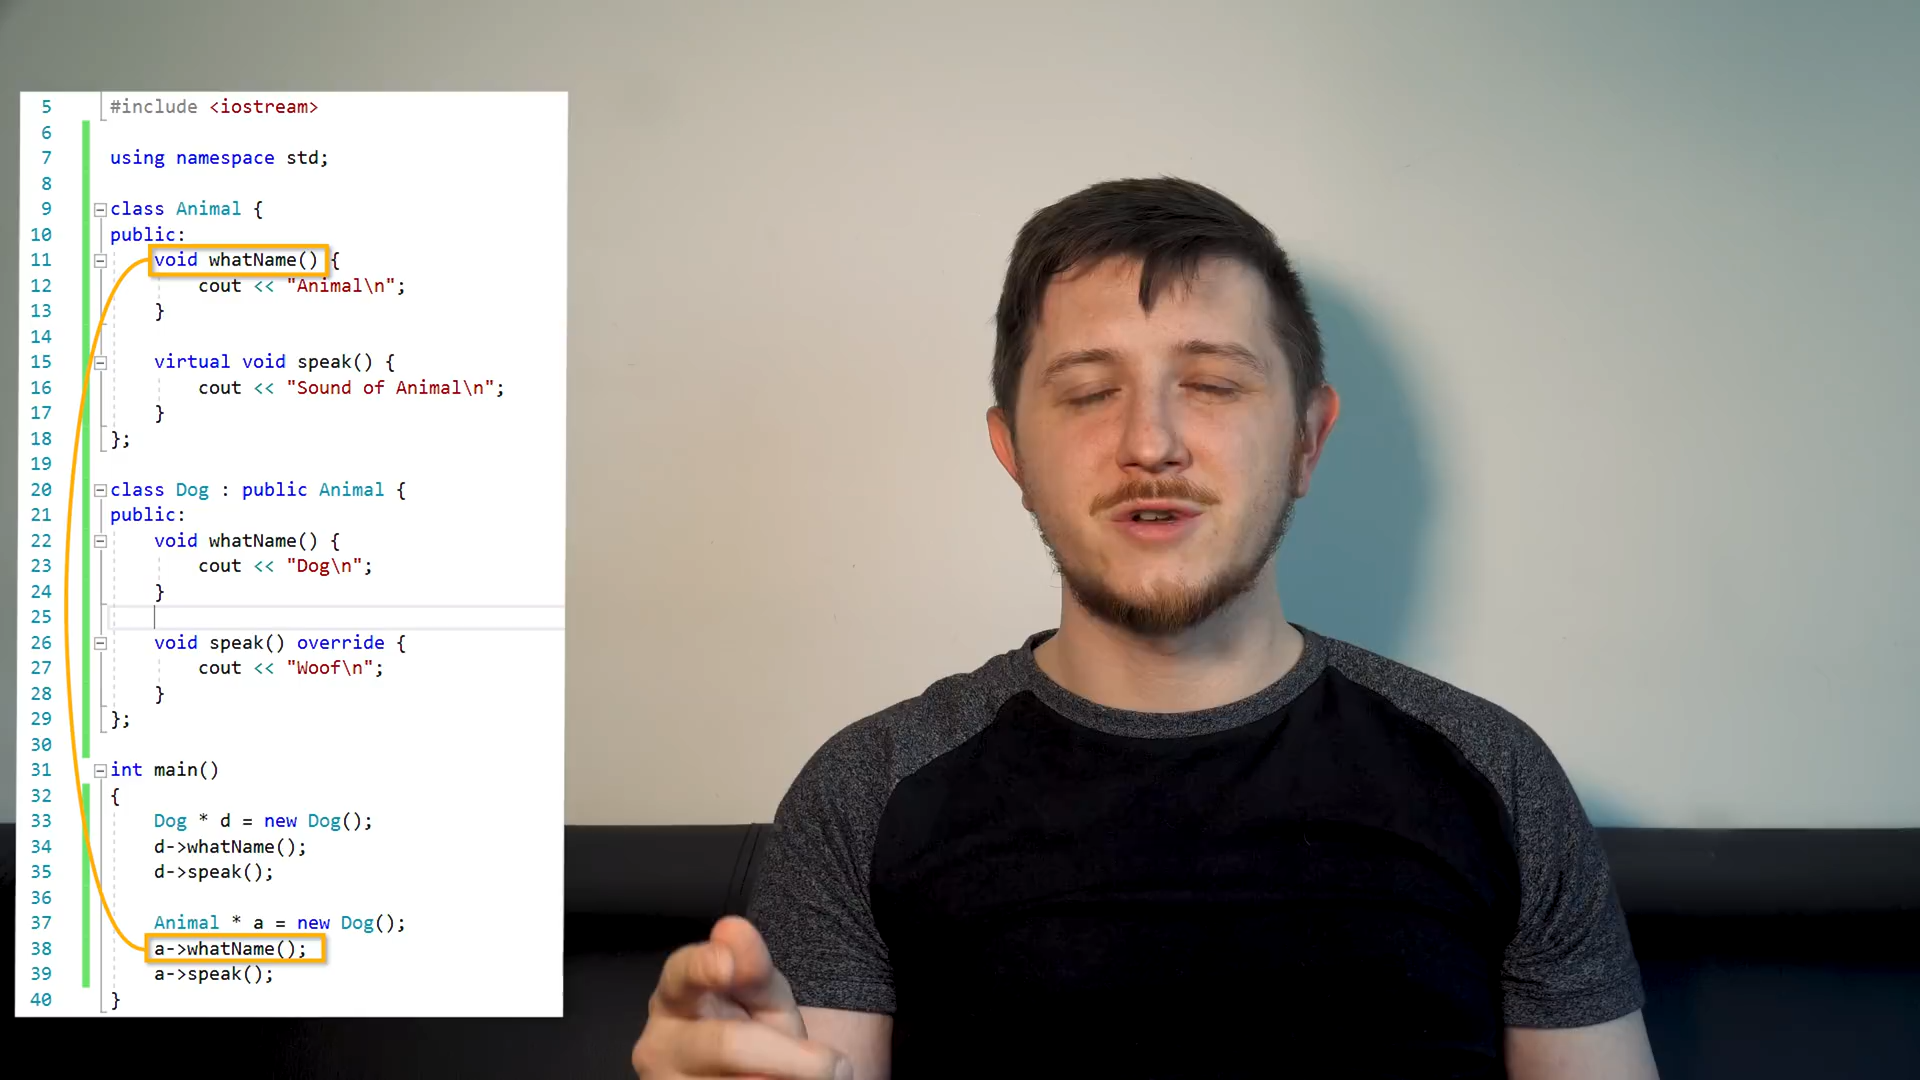 5 #include <iostream>
6
7 using namespace std;
8
9 class Animal {
10 public:
11 void whatName() {
12 cout << "Animal\n";
13 }
14
15 virtual void speak() {
16 cout << "Sound of Animal\n";
17 }
18 };
19
20 class Dog : public Animal {
21 public:
22 void whatName() {
23 cout << "Dog\n";
24 }
25
26 void speak() override {
27 cout << "Woof\n";
28 }
29 };
30
31 int main()
32 {
33 Dog * d = new Dog();
34 d->whatName();
35 d->speak();
36
37 Animal * a = new Dog();
38 a->whatName();
39 a->speak();
40 }